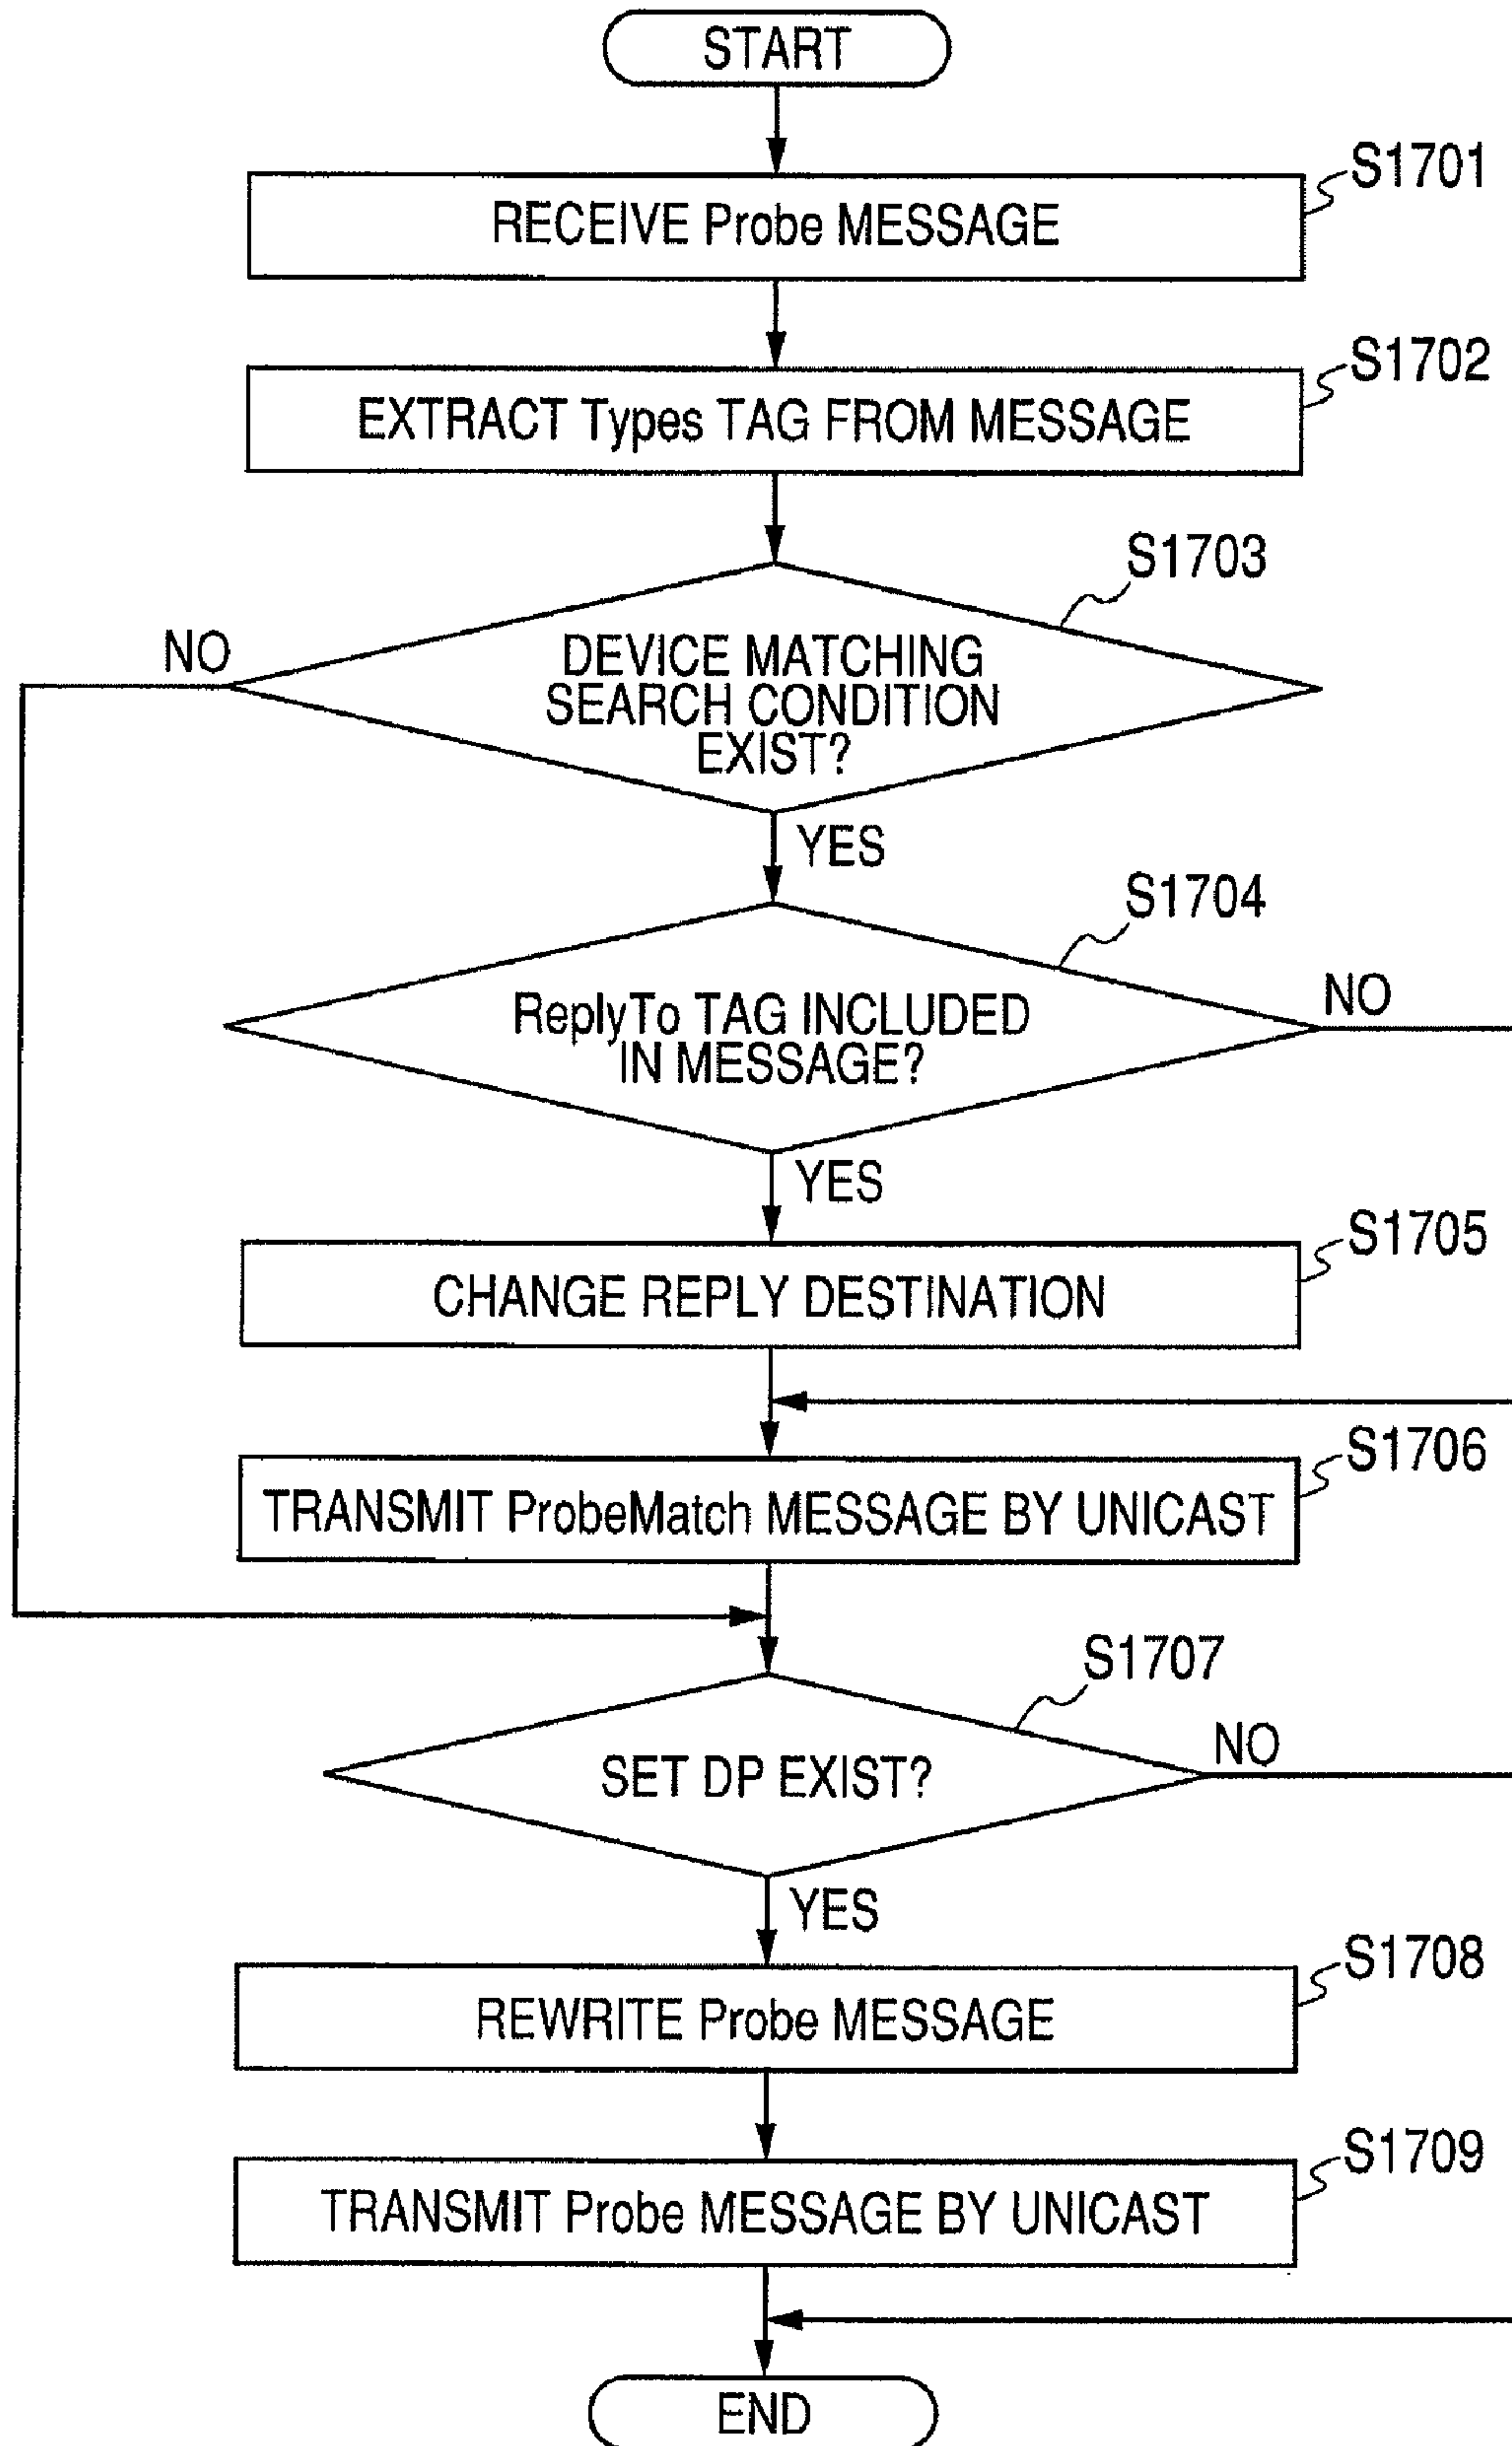 START
S1701
RECEIVE Probe MESSAGE
S1702
EXTRACT Types TAG FROM MESSAGE
S1703
NO
DEVICE MATCHING
SEARCH CONDITION
EXIST?
YES
S1704
NO
ReplyTo TAG INCLUDED
IN MESSAGE?
YES
S1705
CHANGE REPLY DESTINATION
S1706
TRANSMIT ProbeMatch MESSAGE BY UNICAST
S1707
NO
SET DP EXIST?
YES
S1708
REWRITE Probe MESSAGE
S1709
TRANSMIT Probe MESSAGE BY UNICAST
END